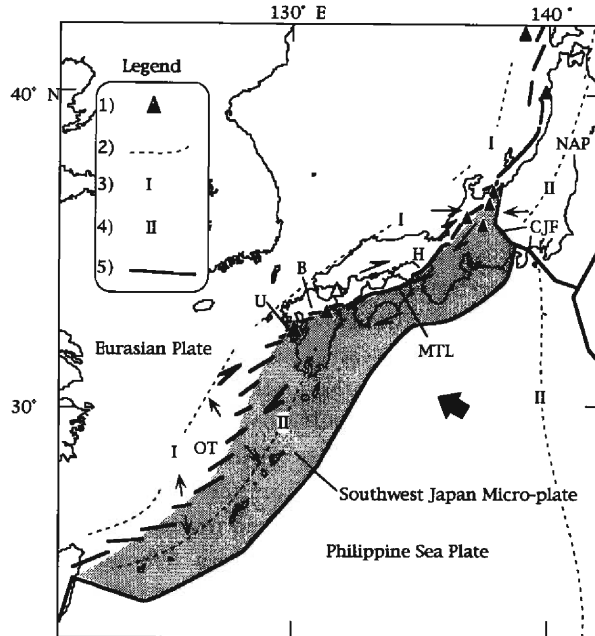 130° E
140°
40° N
30°
Legend
1)
2)
3) I
4) II
5)
NAP
I
II
I
CJF
H
B
U
MTL
Eurasian Plate
II
I
OT
II
Southwest Japan Micro-plate
Philippine Sea Plate